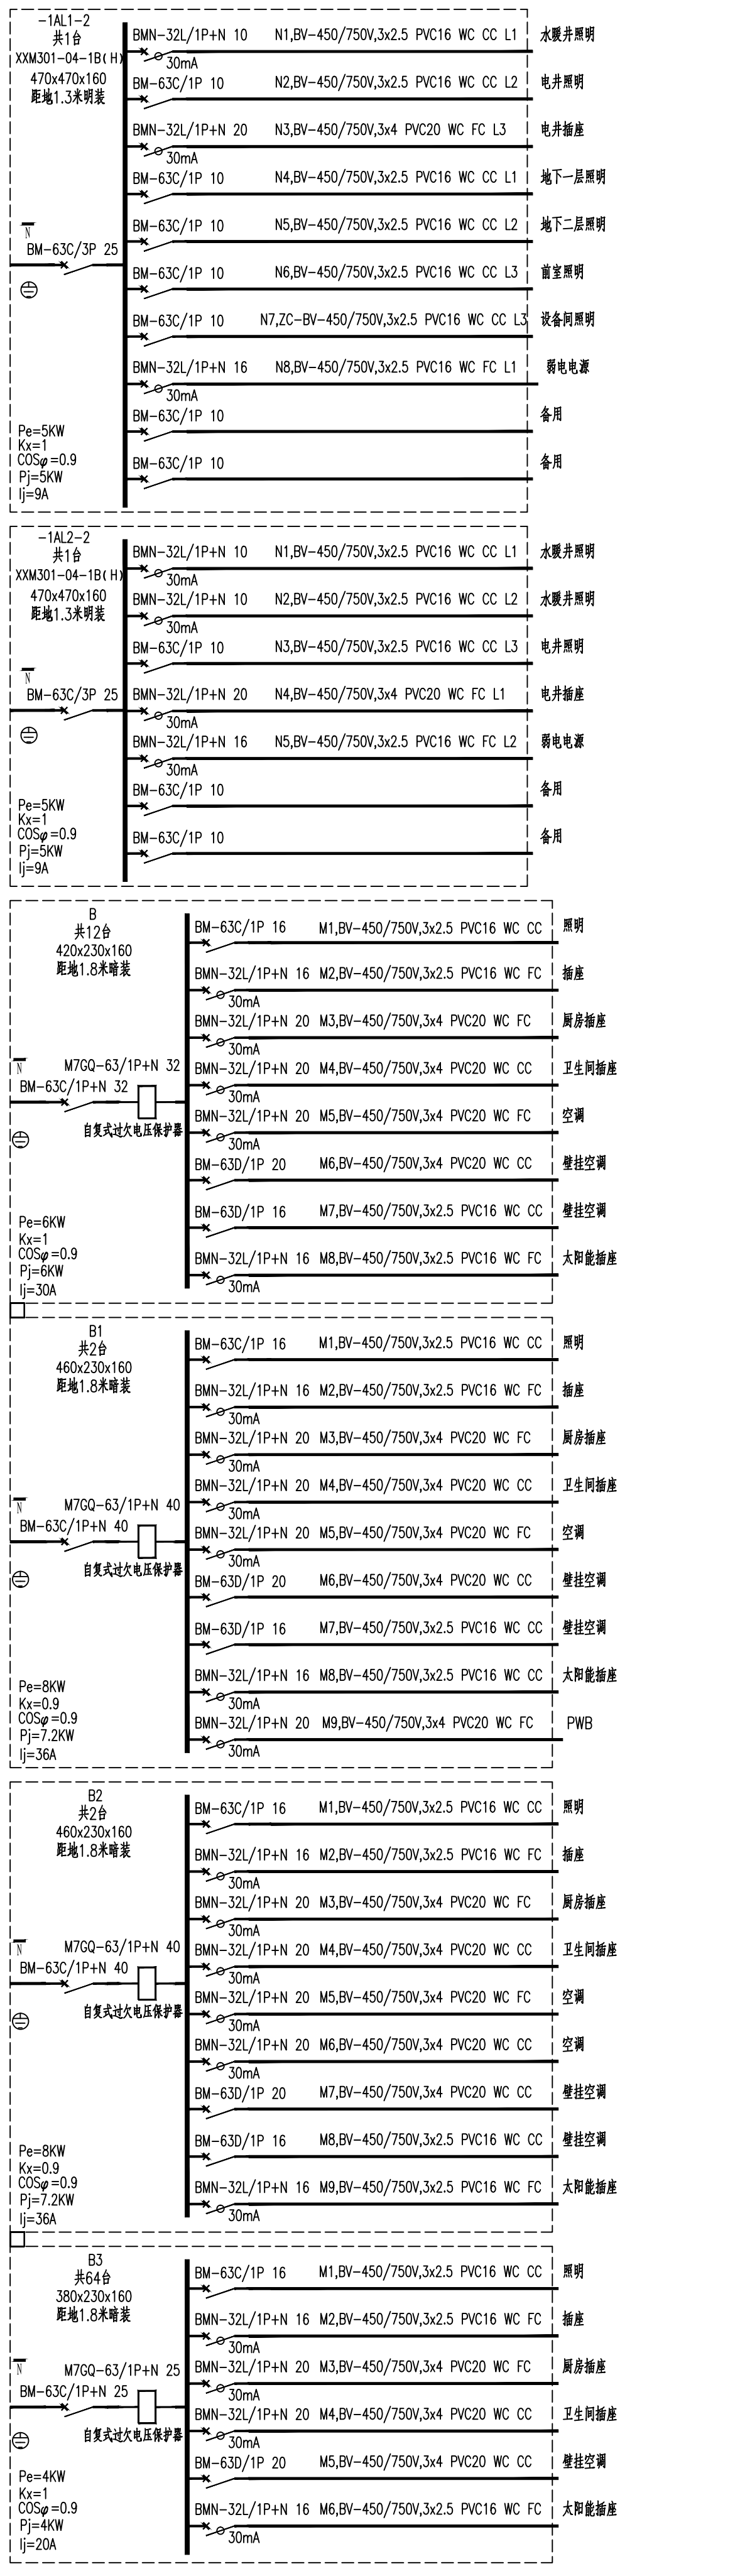 -1AL1-2
共1台
XXM301-04-1B(H)
470x470x160
距地1.3米明装
N
BM-63C/3P 25
Pe=5KW
Kx=1
COSφ=0.9
Pj=5KW
Ij=9A
BMN-32L/1P+N 10 N1,BV-450/750V,3x2.5 PVC16 WC CC L1 水暖井照明
30mA
BM-63C/1P 10 N2,BV-450/750V,3x2.5 PVC16 WC CC L2 电井照明
BMN-32L/1P+N 20 N3,BV-450/750V,3x4 PVC20 WC FC L3 电井插座
30mA
BM-63C/1P 10 N4,BV-450/750V,3x2.5 PVC16 WC CC L1 地下一层照明
BM-63C/1P 10 N5,BV-450/750V,3x2.5 PVC16 WC CC L2 地下二层照明
BM-63C/1P 10 N6,BV-450/750V,3x2.5 PVC16 WC CC L3 前室照明
BM-63C/1P 10 N7,ZC-BV-450/750V,3x2.5 PVC16 WC CC L3 设备间照明
BMN-32L/1P+N 16 N8,BV-450/750V,3x2.5 PVC16 WC FC L1 弱电电源
30mA
BM-63C/1P 10 备用
BM-63C/1P 10 备用
-1AL2-2
共1台
XXM301-04-1B(H)
470x470x160
距地1.3米明装
N
BM-63C/3P 25
Pe=5KW
Kx=1
COSφ=0.9
Pj=5KW
Ij=9A
BMN-32L/1P+N 10 N1,BV-450/750V,3x2.5 PVC16 WC CC L1 水暖井照明
30mA
BMN-32L/1P+N 10 N2,BV-450/750V,3x2.5 PVC16 WC CC L2 水暖井照明
30mA
BM-63C/1P 10 N3,BV-450/750V,3x2.5 PVC16 WC CC L3 电井照明
BMN-32L/1P+N 20 N4,BV-450/750V,3x4 PVC20 WC FC L1 电井插座
30mA
BMN-32L/1P+N 16 N5,BV-450/750V,3x2.5 PVC16 WC FC L2 弱电电源
30mA
BM-63C/1P 10 备用
BM-63C/1P 10 备用
B
共12台
420x230x160
距地1.8米暗装
N
M7GQ-63/1P+N 32
BM-63C/1P+N 32
自复式过欠电压保护器
Pe=6KW
Kx=1
COSφ=0.9
Pj=6KW
Ij=30A
BM-63C/1P 16 M1,BV-450/750V,3x2.5 PVC16 WC CC 照明
BMN-32L/1P+N 16 M2,BV-450/750V,3x2.5 PVC16 WC FC 插座
30mA
BMN-32L/1P+N 20 M3,BV-450/750V,3x4 PVC20 WC FC 厨房插座
30mA
BMN-32L/1P+N 20 M4,BV-450/750V,3x4 PVC20 WC CC 卫生间插座
30mA
BMN-32L/1P+N 20 M5,BV-450/750V,3x4 PVC20 WC FC 空调
30mA
BM-63D/1P 20 M6,BV-450/750V,3x4 PVC20 WC CC 壁挂空调
BM-63D/1P 16 M7,BV-450/750V,3x2.5 PVC16 WC CC 壁挂空调
BMN-32L/1P+N 16 M8,BV-450/750V,3x2.5 PVC16 WC FC 太阳能插座
30mA
B1
共2台
460x230x160
距地1.8米暗装
N
M7GQ-63/1P+N 40
BM-63C/1P+N 40
自复式过欠电压保护器
Pe=8KW
Kx=0.9
COSφ=0.9
Pj=7.2KW
Ij=36A
BM-63C/1P 16 M1,BV-450/750V,3x2.5 PVC16 WC CC 照明
BMN-32L/1P+N 16 M2,BV-450/750V,3x2.5 PVC16 WC FC 插座
30mA
BMN-32L/1P+N 20 M3,BV-450/750V,3x4 PVC20 WC FC 厨房插座
30mA
BMN-32L/1P+N 20 M4,BV-450/750V,3x4 PVC20 WC CC 卫生间插座
30mA
BMN-32L/1P+N 20 M5,BV-450/750V,3x4 PVC20 WC FC 空调
30mA
BM-63D/1P 20 M6,BV-450/750V,3x4 PVC20 WC CC 壁挂空调
BM-63D/1P 16 M7,BV-450/750V,3x2.5 PVC16 WC CC 壁挂空调
BMN-32L/1P+N 16 M8,BV-450/750V,3x2.5 PVC16 WC CC 太阳能插座
30mA
BMN-32L/1P+N 20 M9,BV-450/750V,3x4 PVC20 WC FC PWB
30mA
B2
共2台
460x230x160
距地1.8米暗装
N
M7GQ-63/1P+N 40
BM-63C/1P+N 40
自复式过欠电压保护器
Pe=8KW
Kx=0.9
COSφ=0.9
Pj=7.2KW
Ij=36A
BM-63C/1P 16 M1,BV-450/750V,3x2.5 PVC16 WC CC 照明
BMN-32L/1P+N 16 M2,BV-450/750V,3x2.5 PVC16 WC FC 插座
30mA
BMN-32L/1P+N 20 M3,BV-450/750V,3x4 PVC20 WC FC 厨房插座
30mA
BMN-32L/1P+N 20 M4,BV-450/750V,3x4 PVC20 WC CC 卫生间插座
30mA
BMN-32L/1P+N 20 M5,BV-450/750V,3x4 PVC20 WC FC 空调
30mA
BMN-32L/1P+N 20 M6,BV-450/750V,3x4 PVC20 WC CC 空调
30mA
BM-63D/1P 20 M7,BV-450/750V,3x4 PVC20 WC CC 壁挂空调
BM-63D/1P 16 M8,BV-450/750V,3x2.5 PVC16 WC CC 壁挂空调
BMN-32L/1P+N 16 M9,BV-450/750V,3x2.5 PVC16 WC FC 太阳能插座
30mA
B3
共64台
380x230x160
距地1.8米暗装
N
M7GQ-63/1P+N 25
BM-63C/1P+N 25
自复式过欠电压保护器
Pe=4KW
Kx=1
COSφ=0.9
Pj=4KW
Ij=20A
BM-63C/1P 16 M1,BV-450/750V,3x2.5 PVC16 WC CC 照明
BMN-32L/1P+N 16 M2,BV-450/750V,3x2.5 PVC16 WC FC 插座
30mA
BMN-32L/1P+N 20 M3,BV-450/750V,3x4 PVC20 WC FC 厨房插座
30mA
BMN-32L/1P+N 20 M4,BV-450/750V,3x4 PVC20 WC CC 卫生间插座
30mA
BM-63D/1P 20 M5,BV-450/750V,3x4 PVC20 WC CC 壁挂空调
BMN-32L/1P+N 16 M6,BV-450/750V,3x2.5 PVC16 WC FC 太阳能插座
30mA